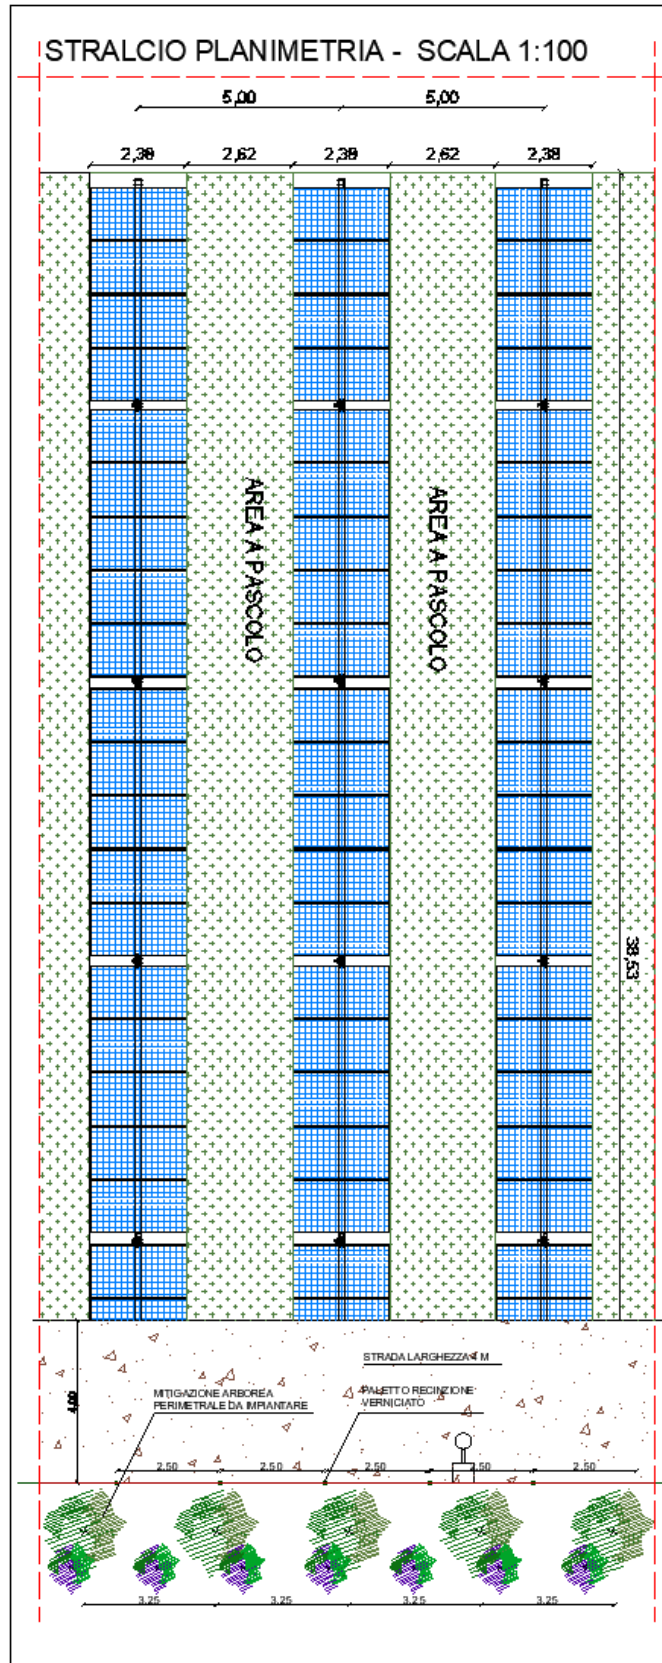 STRALCIO PLANIMETRIA - SCALA 1:100
5,00 5,00
2,38 2,62 2,38 2,62 2,38
AREA A PASCOLO
AREA A PASCOLO
38,53
STRADA LARGHEZZA 4 M
MITIGAZIONE ARBOREA
PERIMETRALE DA IMPIANTARE
PALETTO RECINZIONE
VERNICIATO
4,00
2.50 2.50 2.50 2.50 2.50
3.25 3.25 3.25 3.25